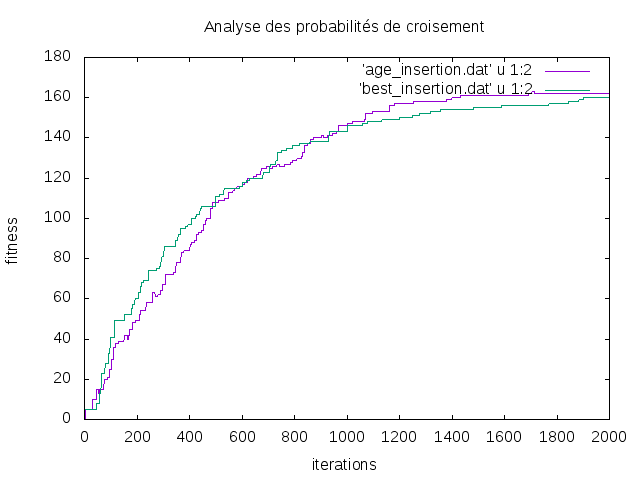 Analyse des probabilités de croisement
180
160
140
120
100
80
60
40
20
0
fitness
'age_insertion.dat' u 1:2
'best_insertion.dat' u 1:2
0 200 400 600 800 1000 1200 1400 1600 1800 2000
iterations